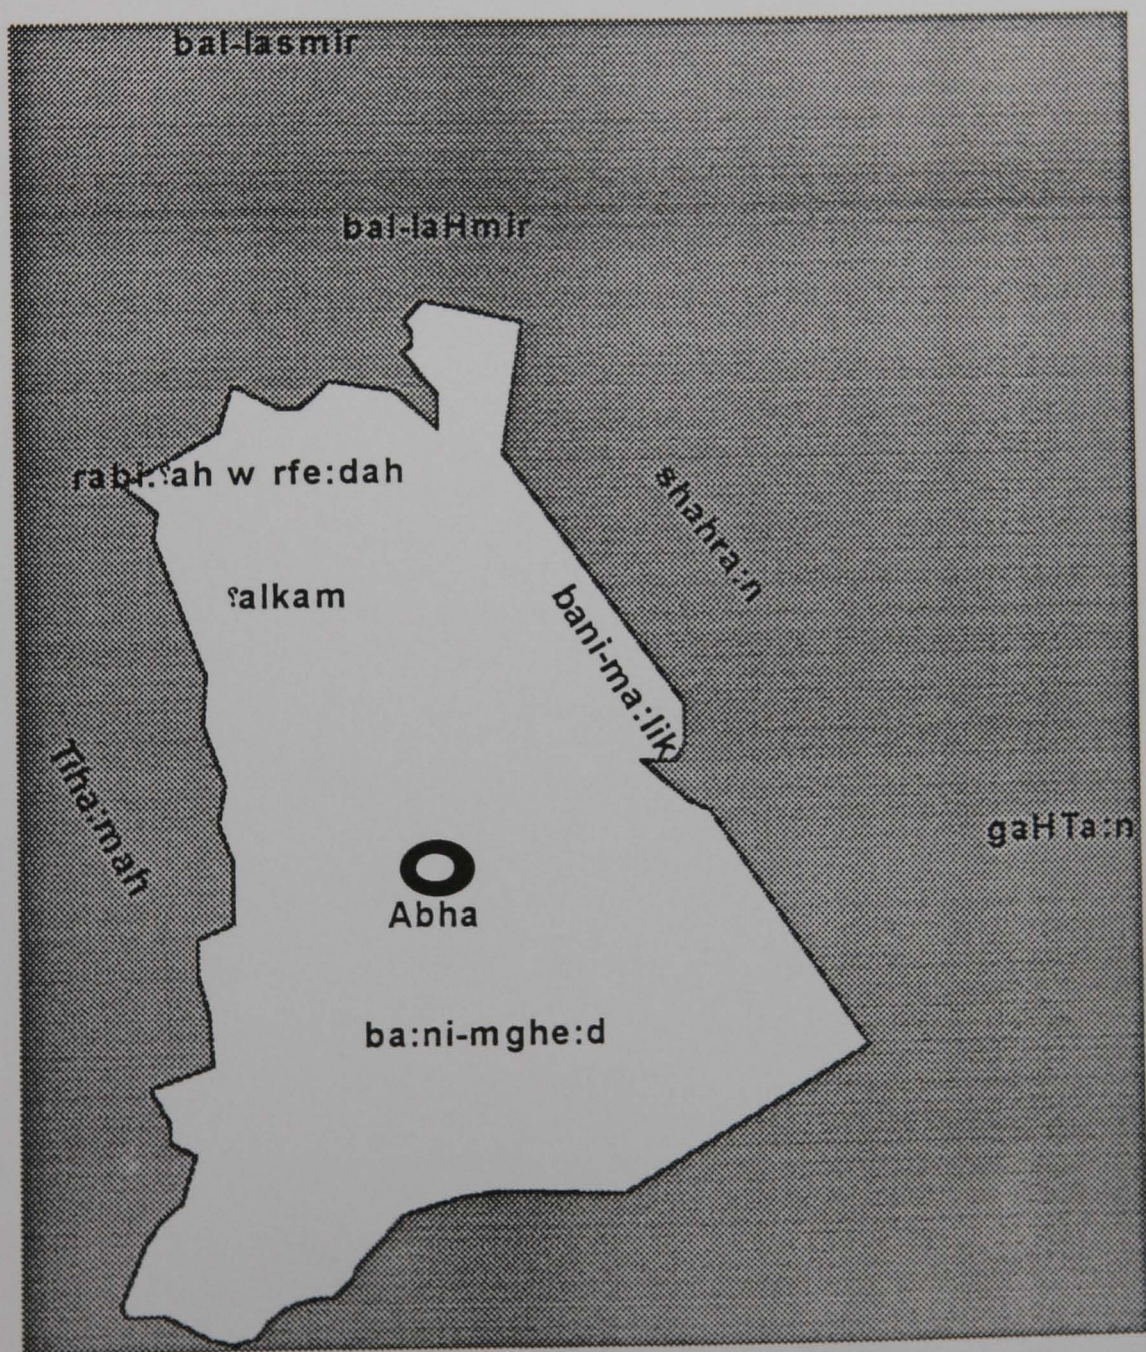 bal-lasmir
bal-laHmir
rabi:ʕah w rfe:dah
shahra:n
ʕalkam
bani-ma:lik
Tiha:mah
gaHTa:n
Abha
ba:ni-mghe:d